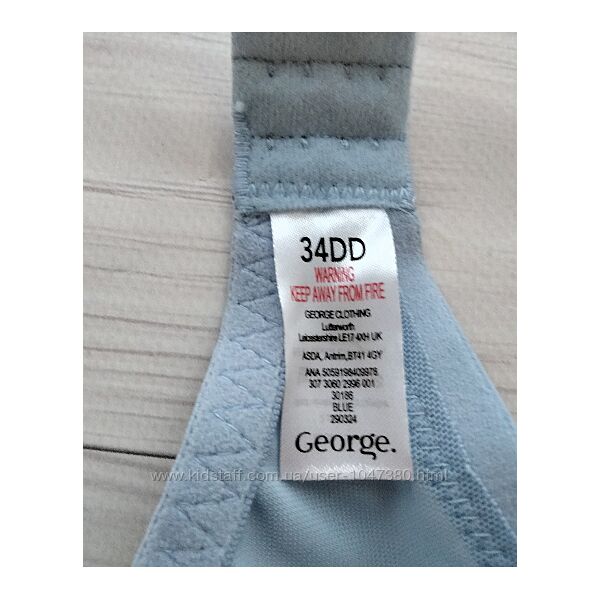 34DD
WARNING
KEEP AWAY FROM FIRE
GEORGE CLOTHING
Lutterworth
Leicestershire LE17 4XH UK
ASDA, Antrim,BT41 4GY
ANA 5059198409976
307 3060 2996 001
30186
BLUE
290324
George.
www.kidstaff.com.ua/user-1047380.html